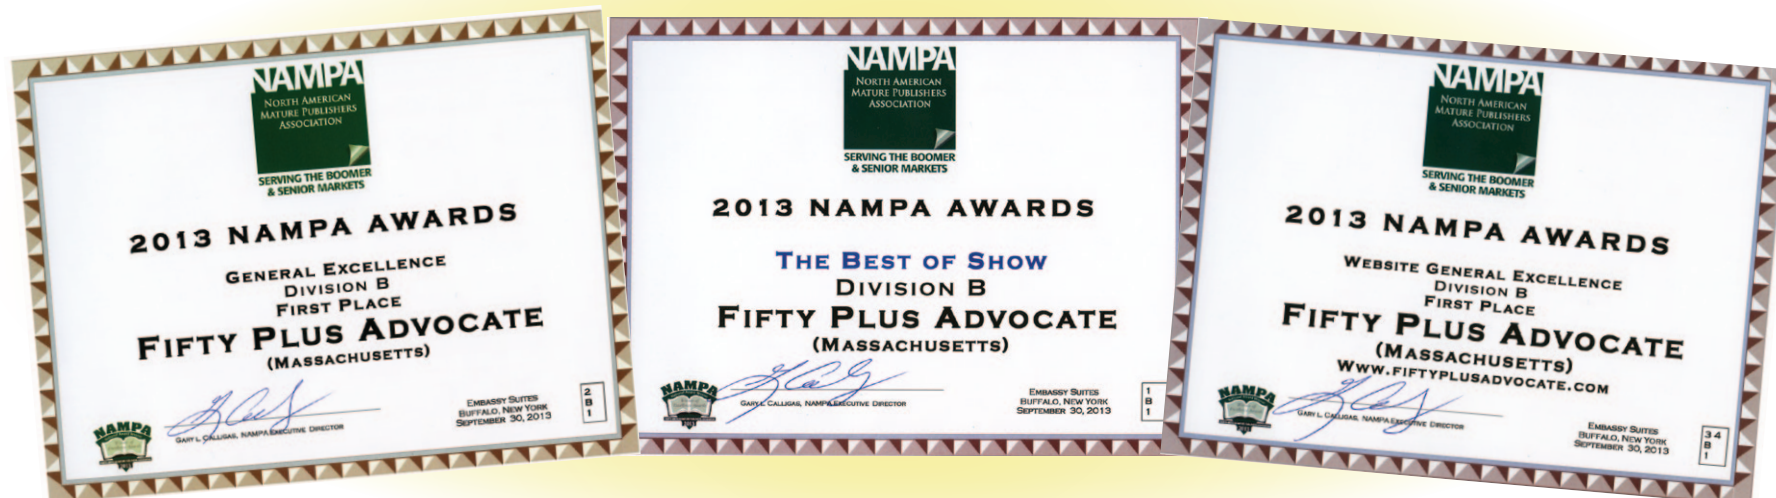 NAMPA
NORTH AMERICAN
MATURE PUBLISHERS
ASSOCIATION
SERVING THE BOOMER
& SENIOR MARKETS
2013 NAMPA AWARDS
GENERAL EXCELLENCE
DIVISION B
FIRST PLACE
FIFTY PLUS ADVOCATE
(MASSACHUSETTS)
NAMPA
GARY L. CALLIGAS, NAMPA EXECUTIVE DIRECTOR
EMBASSY SUITES
BUFFALO, NEW YORK
SEPTEMBER 30, 2013
2
B
1
NAMPA
NORTH AMERICAN
MATURE PUBLISHERS
ASSOCIATION
SERVING THE BOOMER
& SENIOR MARKETS
2013 NAMPA AWARDS
THE BEST OF SHOW
DIVISION B
FIFTY PLUS ADVOCATE
(MASSACHUSETTS)
NAMPA
GARY L. CALLIGAS, NAMPA EXECUTIVE DIRECTOR
EMBASSY SUITES
BUFFALO, NEW YORK
SEPTEMBER 30, 2013
1
B
1
NAMPA
NORTH AMERICAN
MATURE PUBLISHERS
ASSOCIATION
SERVING THE BOOMER
& SENIOR MARKETS
2013 NAMPA AWARDS
WEBSITE GENERAL EXCELLENCE
DIVISION B
FIRST PLACE
FIFTY PLUS ADVOCATE
(MASSACHUSETTS)
WWW.FIFTYPLUSADVOCATE.COM
NAMPA
GARY L. CALLIGAS, NAMPA EXECUTIVE DIRECTOR
EMBASSY SUITES
BUFFALO, NEW YORK
SEPTEMBER 30, 2013
34
B
1